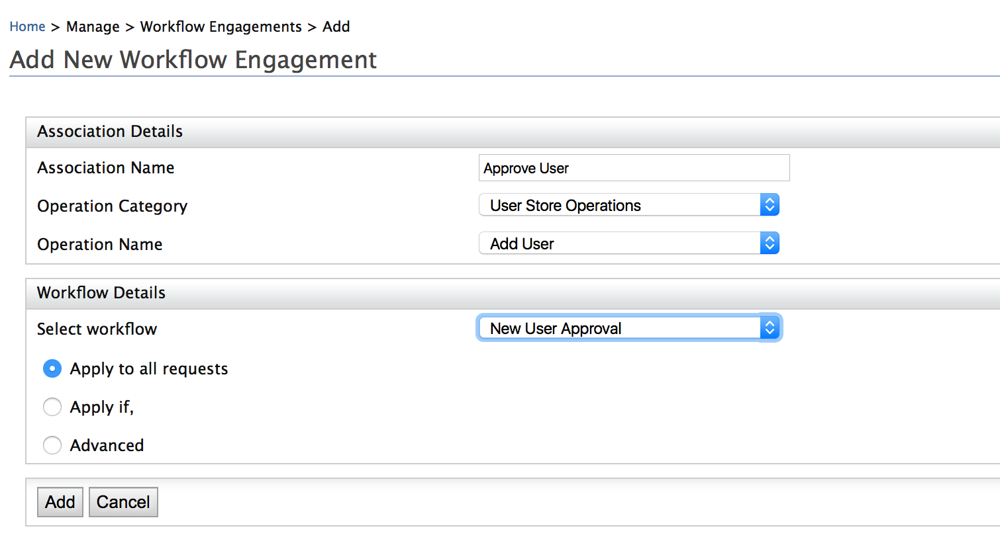 Home > Manage > Workflow Engagements > Add
Add New Workflow Engagement
Association Details
Association Name Approve User
Operation Category User Store Operations
Operation Name Add User
Workflow Details
Select workflow New User Approval
Apply to all requests
Apply if,
Advanced
Add Cancel